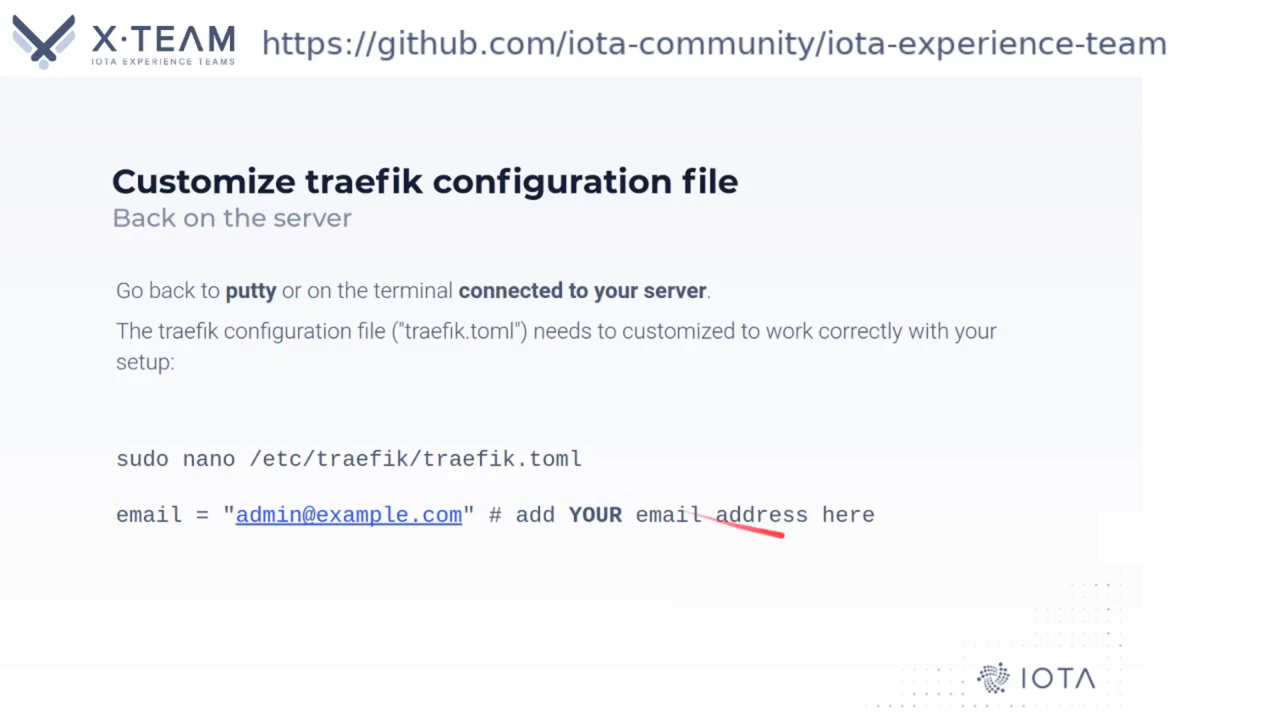 X·TEAM
IOTA EXPERIENCE TEAMS
https://github.com/iota-community/iota-experience-team
Customize traefik configuration file
Back on the server
Go back to putty or on the terminal connected to your server.
The traefik configuration file ("traefik.toml") needs to customized to work correctly with your
setup:
sudo nano /etc/traefik/traefik.toml
email = "admin@example.com" # add YOUR email address here
IOTA